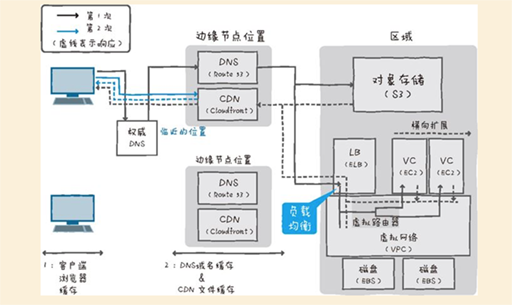 第1次
第2次
(虚线表示响应)
边缘节点位置
区域
DNS
(Route 53)
CDN
(Cloudfront)
对象存储
(S3)
权威
DNS
临近的位置
横向扩展
LB
(ELB)
VC
(EC2)
VC
(EC2)
边缘节点位置
DNS
(Route 53)
CDN
(Cloudfront)
负载
均衡
虚拟路由器
虚拟网络
(VPC)
磁盘
(EBS)
磁盘
(EBS)
1：客户端
浏览器
缓存
2：DNS域名缓存
&
CDN 文件缓存